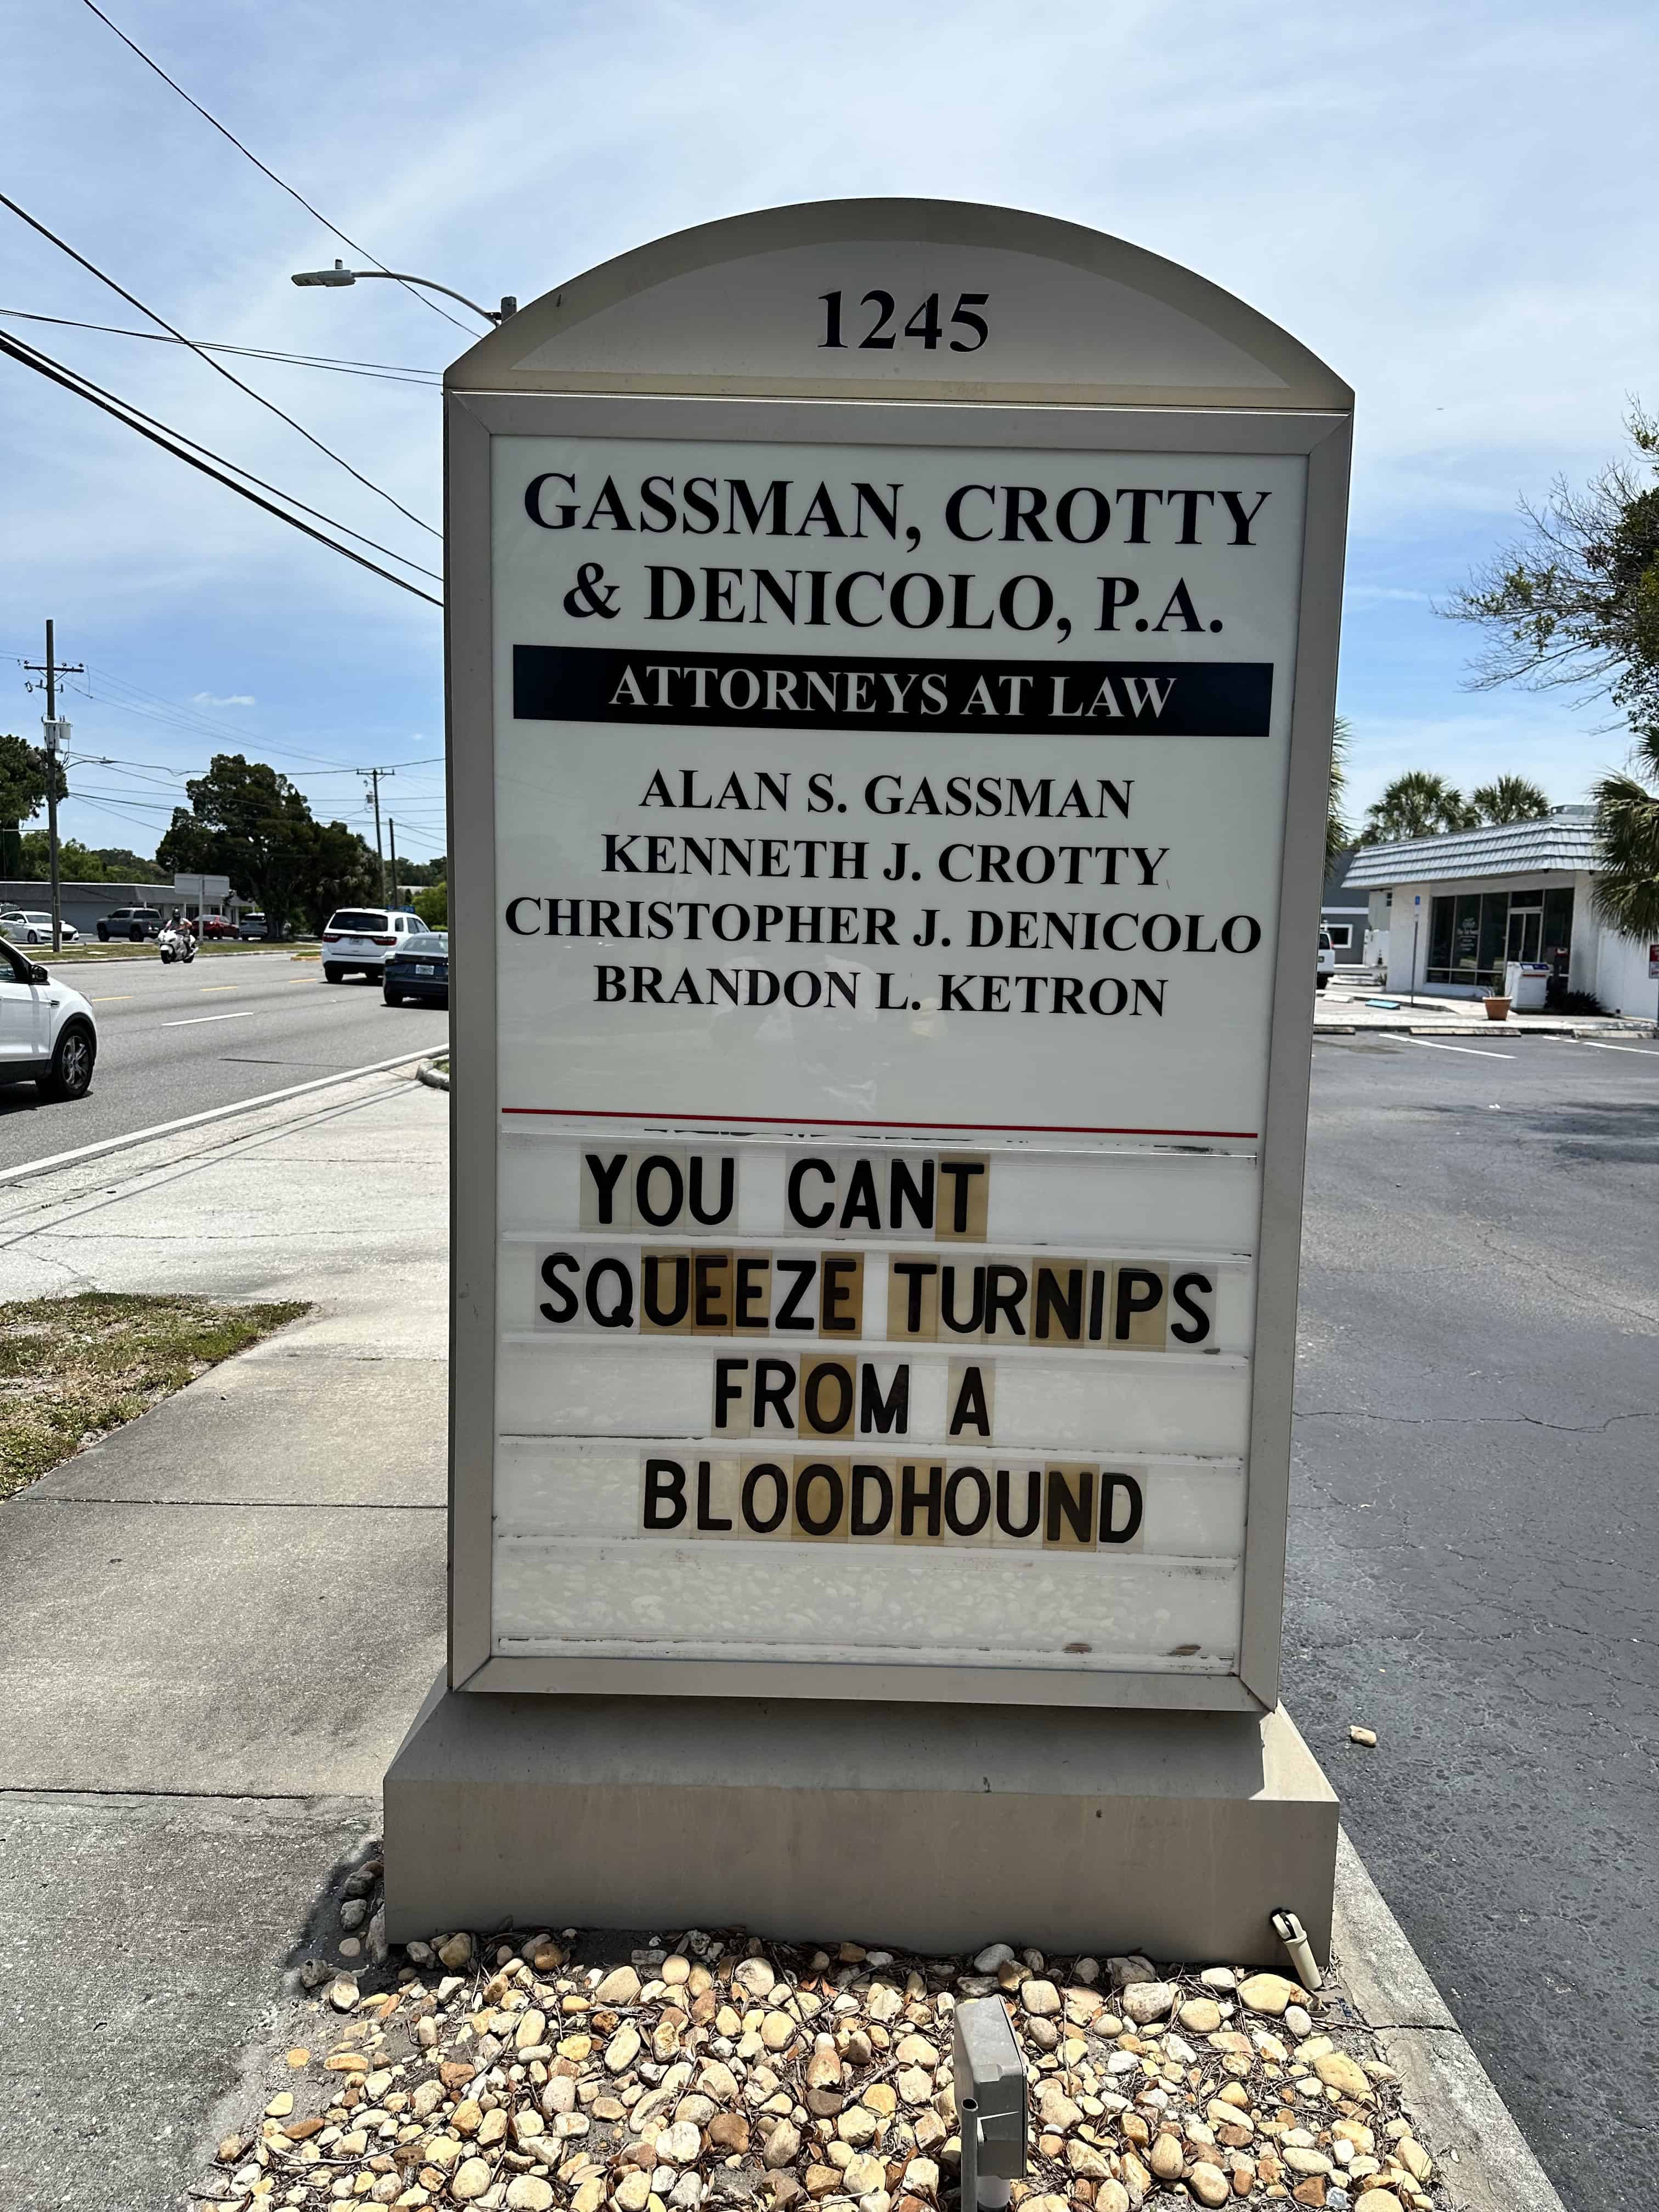 1245
GASSMAN, CROTTY
& DENICOLO, P.A.
ATTORNEYS AT LAW
ALAN S. GASSMAN
KENNETH J. CROTTY
CHRISTOPHER J. DENICOLO
BRANDON L. KETRON
YOU CANT
SQUEEZE TURNIPS
FROM A
BLOODHOUND